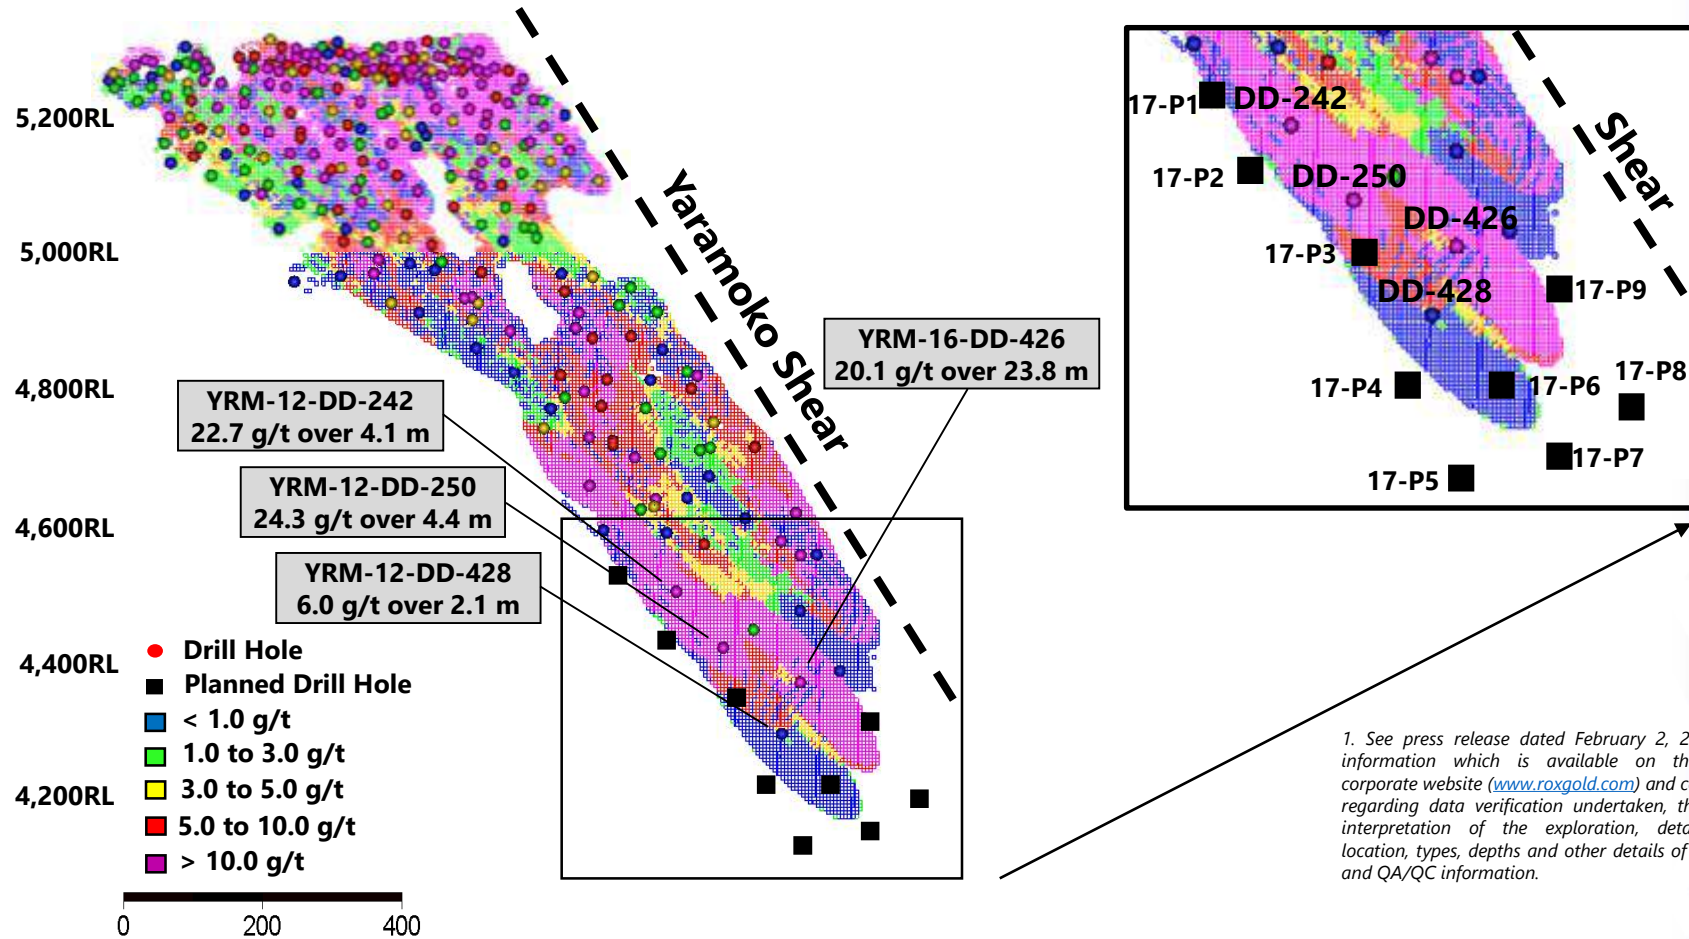 5,200RL
5,000RL
4,800RL
4,600RL
4,400RL
4,200RL
Yaramoko Shear
YRM-16-DD-426
20.1 g/t over 23.8 m
YRM-12-DD-242
22.7 g/t over 4.1 m
YRM-12-DD-250
24.3 g/t over 4.4 m
YRM-12-DD-428
6.0 g/t over 2.1 m
Drill Hole
Planned Drill Hole
< 1.0 g/t
1.0 to 3.0 g/t
3.0 to 5.0 g/t
5.0 to 10.0 g/t
> 10.0 g/t
0 200 400
17-P1 DD-242
Shear
17-P2 DD-250
DD-426
17-P3
DD-428 17-P9
17-P8
17-P4 17-P6
17-P7
17-P5
1. See press release dated February 2, 2
information which is available on th
corporate website (www.roxgold.com) and c
regarding data verification undertaken, th
interpretation of the exploration, deta
location, types, depths and other details of
and QA/QC information.